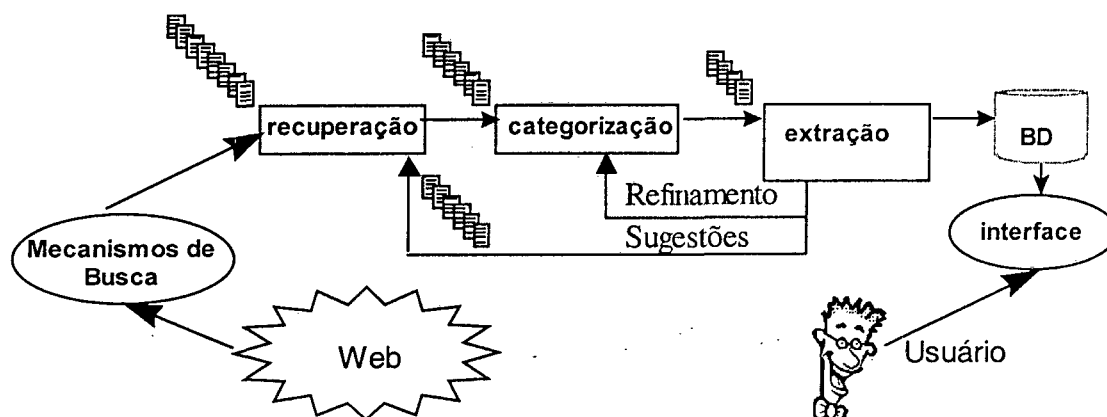 recuperação
categorização
extração
BD
Refinamento
Sugestões
Mecanismos de
Busca
interface
Web
Usuário